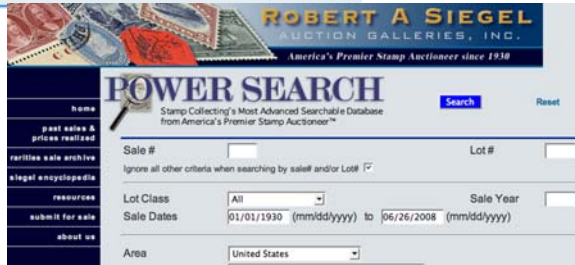 ROBERT A SIEGEL
AUCTION GALLERIES, INC.
America's Premier Stamp Auctioneer since 1930
POWER SEARCH
Stamp Collecting's Most Advanced Searchable Database
from America's Premier Stamp Auctioneer™
Search
Reset
home
past sales &
prices realized
rarities sale archive
siegel encyclopedia
resources
submit for sale
about us
Sale #
Lot #
Ignore all other criteria when searching by sale# and/or Lot#
Lot Class
All
Sale Year
Sale Dates
01/01/1930 (mm/dd/yyyy) to 06/26/2008 (mm/dd/yyyy)
Area
United States